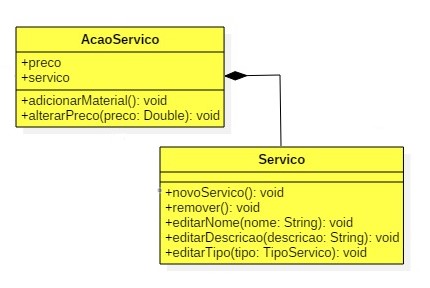 AcaoServico
+preco
+servico
+adicionarMaterial(): void
+alterarPreco(preco: Double): void
Servico
+novoServico(): void
+remover(): void
+editarNome(nome: String): void
+editarDescricao(descricao: String): void
+editarTipo(tipo: TipoServico): void